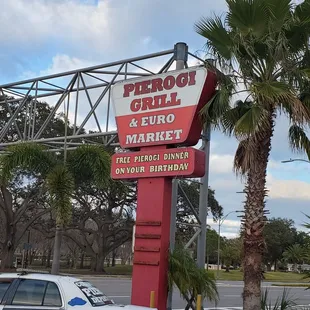 PIEROGI
GRILL
& EURO
MARKET
FREE PIEROGI DINNER
ON YOUR BIRTHDAY